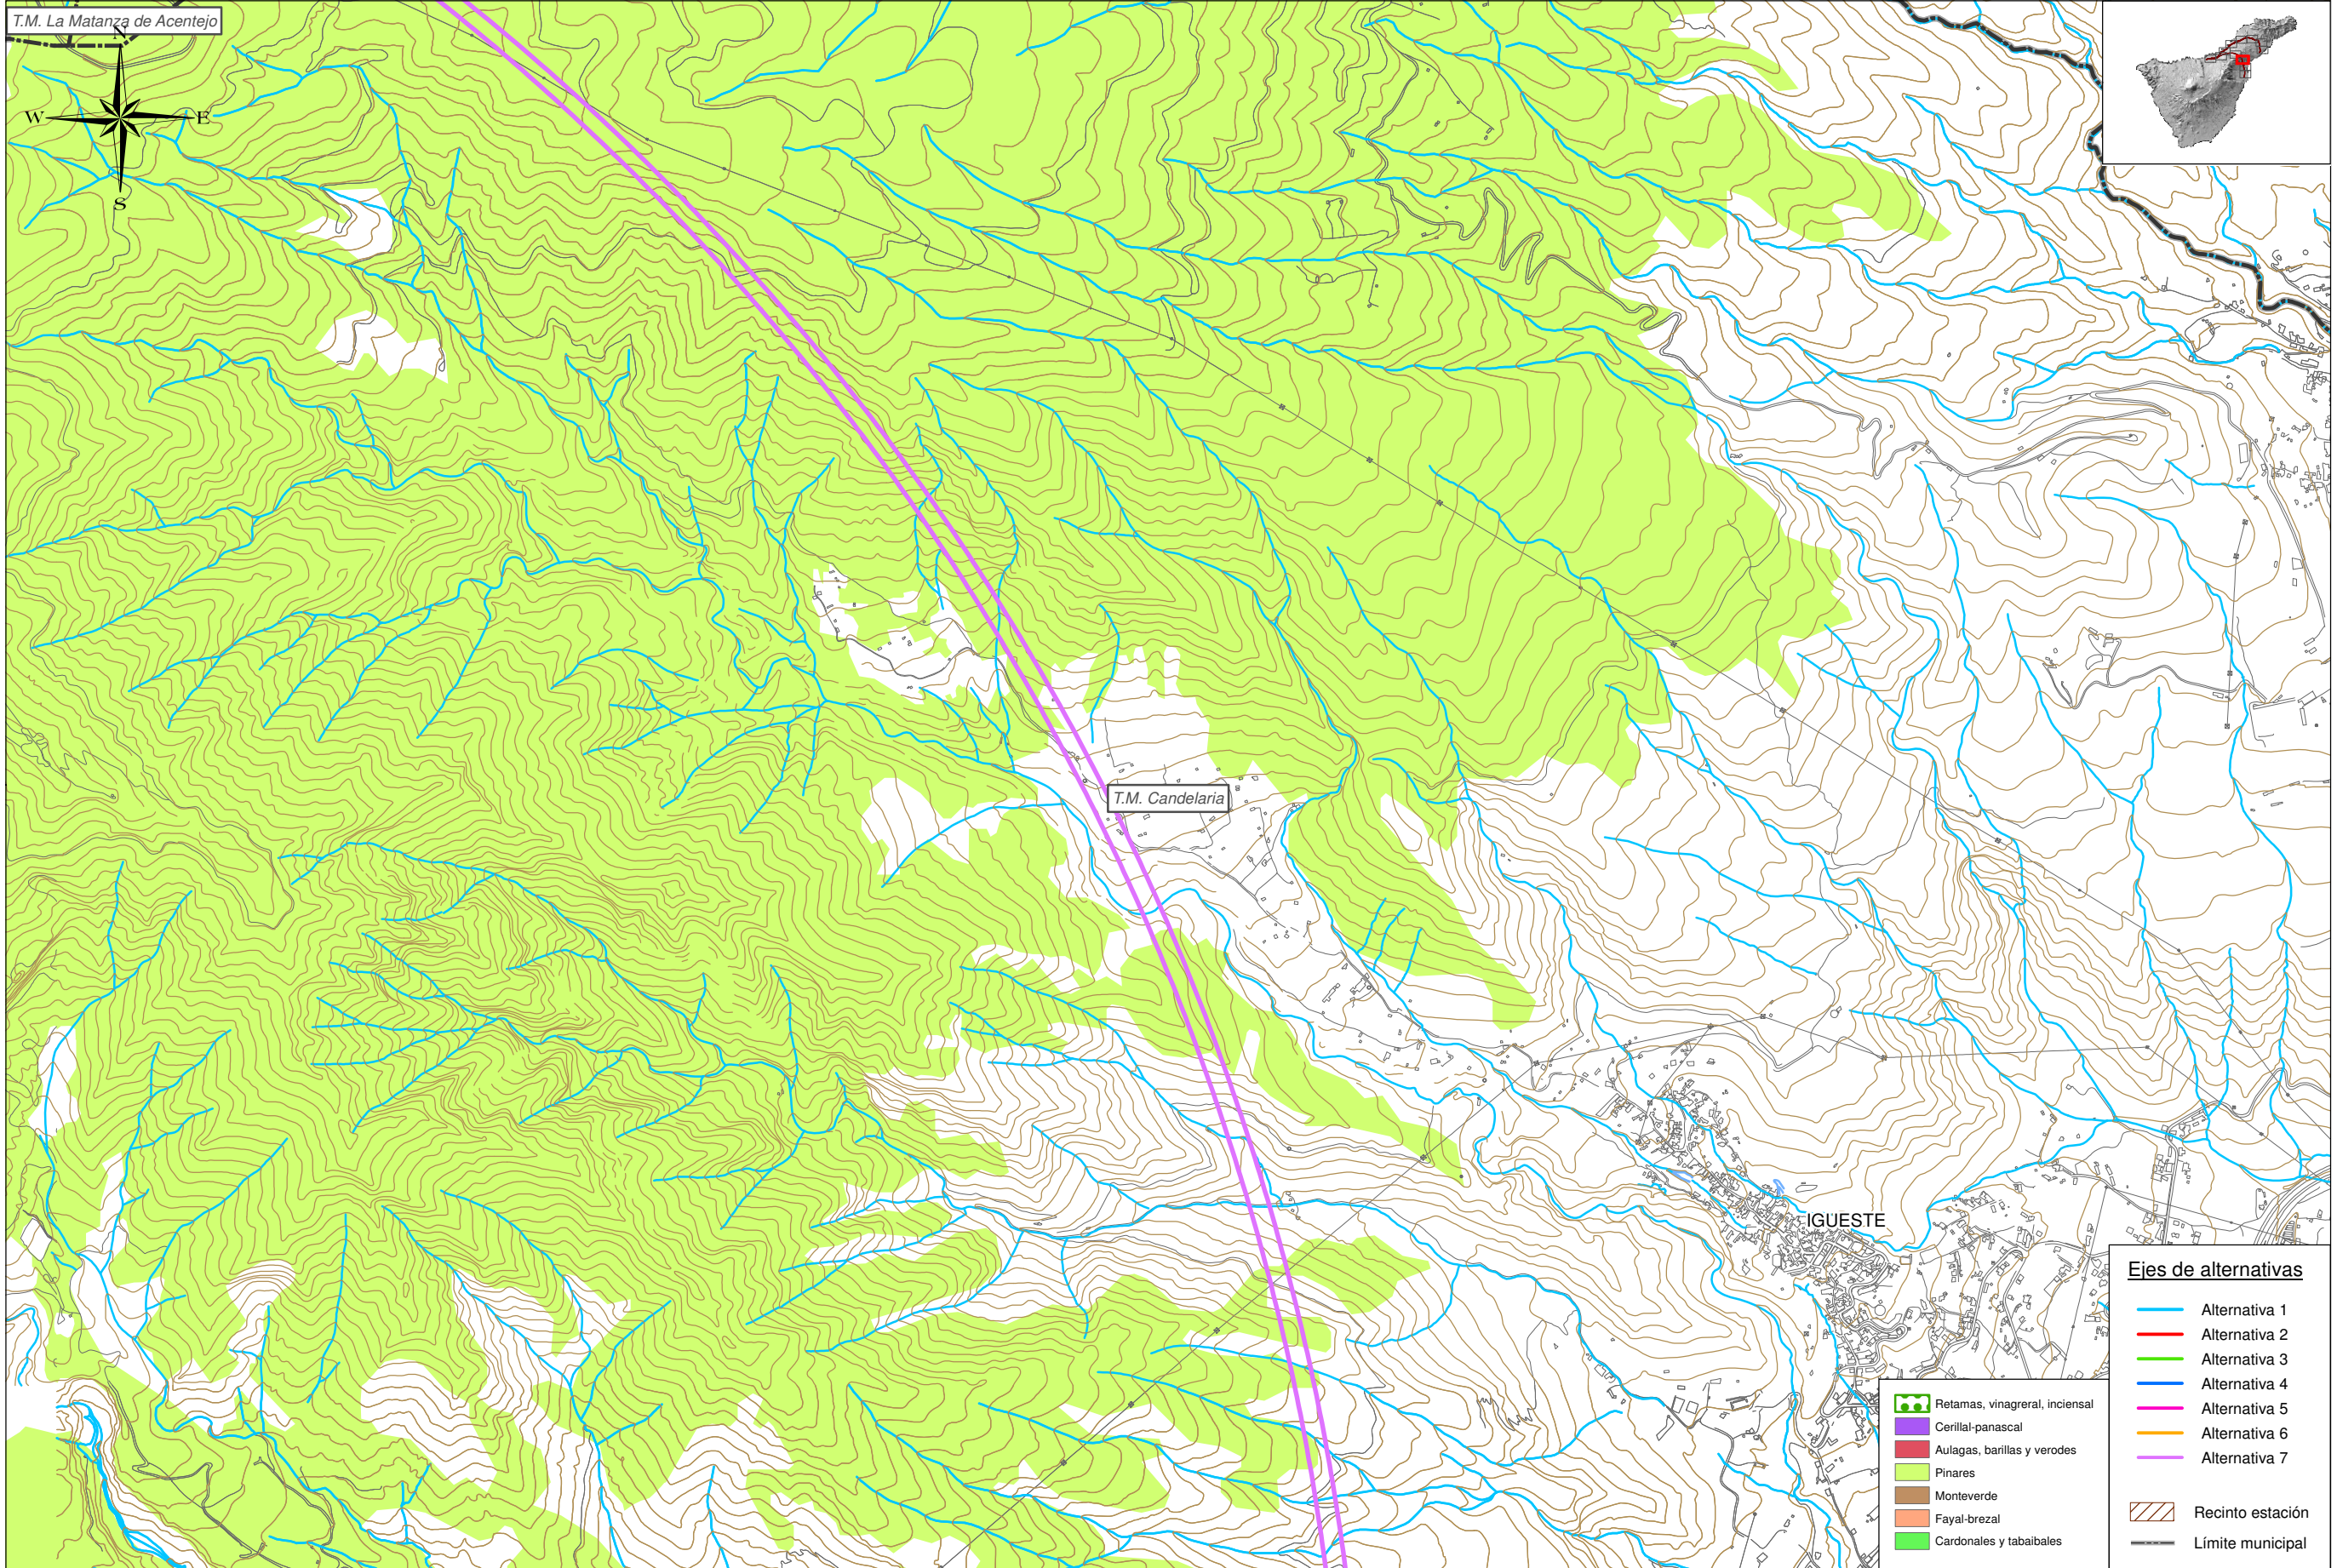 T.M. La Matanza de Acentejo
N
W
E
S
T.M. Candelaria
IGUESTE
Ejes de alternativas
Alternativa 1
Alternativa 2
Alternativa 3
Alternativa 4
Alternativa 5
Alternativa 6
Alternativa 7
Recinto estación
Límite municipal
Retamas, vinagreral, inciensal
Cerillal-panascal
Aulagas, barillas y verodes
Pinares
Monteverde
Fayal-brezal
Cardonales y tabaibales